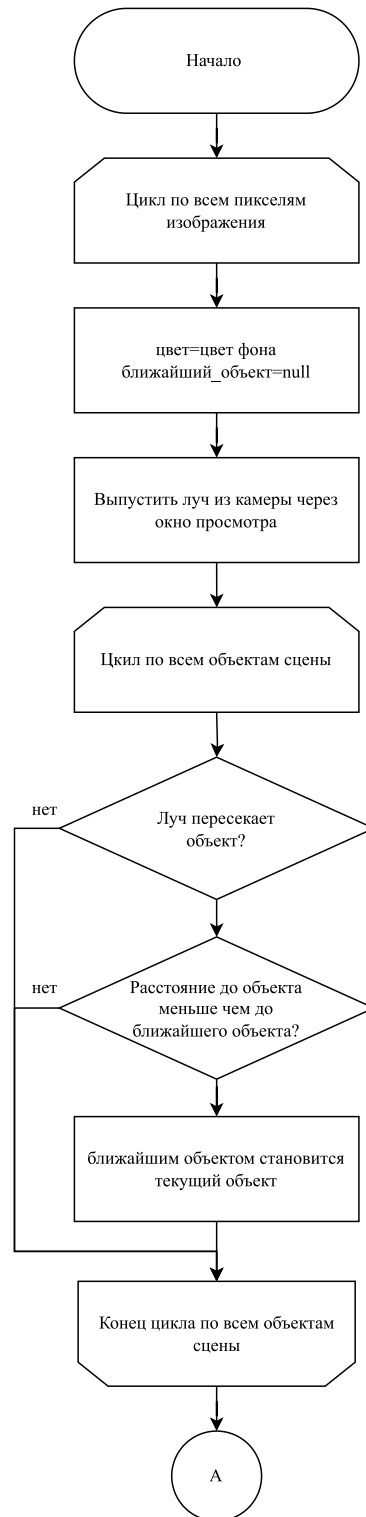 Начало
Цикл по всем пикселям
изображения
цвет=цвет фона
ближайший_объект=null
Выпустить луч из камеры через
окно просмотра
Цкил по всем объектам сцены
нет
Луч пересекает
объект?
нет
Расстояние до объекта
меньше чем до
ближайшего объекта?
ближайшим объектом становится
текущий объект
Конец цикла по всем объектам
сцены
А